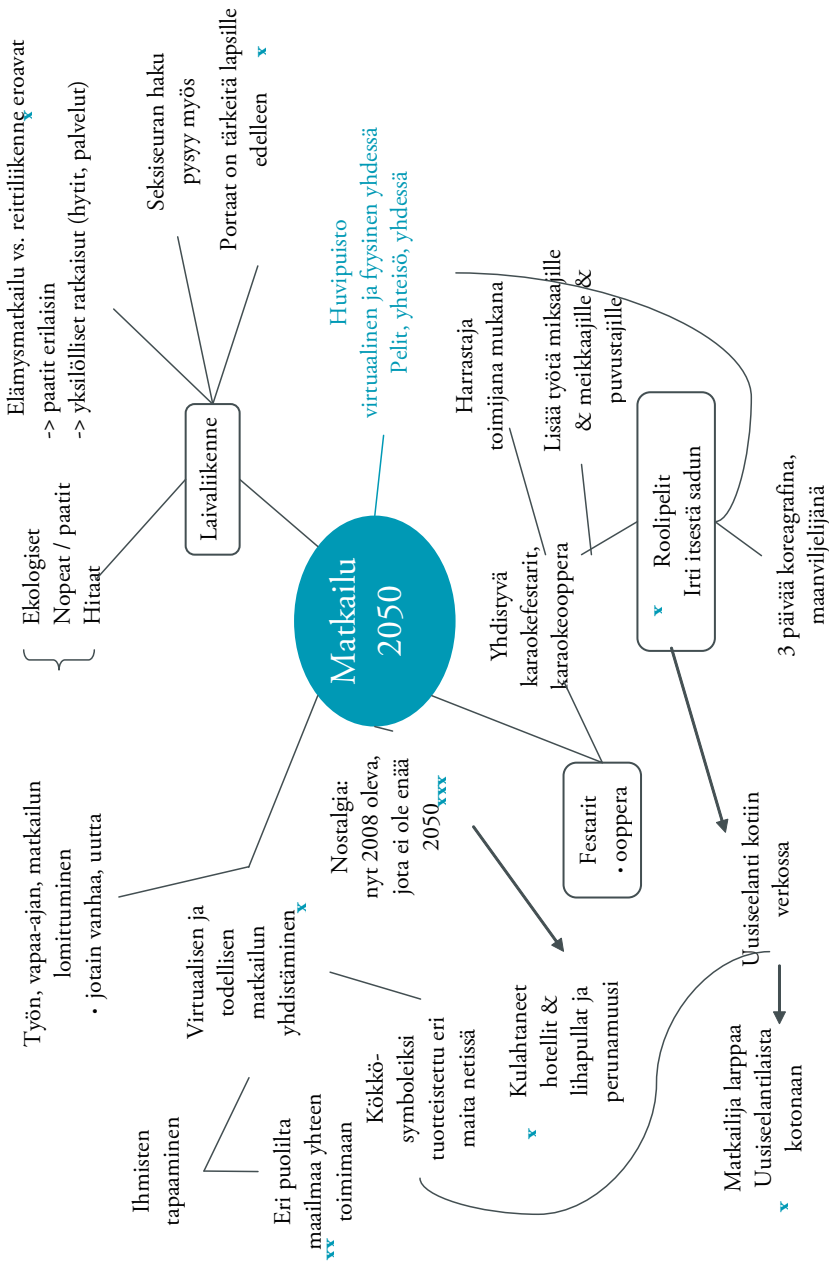 Työn, vapaa-ajan, matkailun
lomittuminen
• jotain vanhaa, uutta
Ekologiset
Nopeat / paatit
Hitaat
Elämysmatkailu vs. reittiliikenne eroavat
x
-> paatit erilaisin
-> yksilölliset ratkaisut (hytit, palvelut)
Seksiseuran haku
pysyy myös
Portaat on tärkeitä lapsille
edelleen
x
Laivaliikenne
Ihmisten
tapaaminen
Eri puolilta
maailmaa yhteen
toimimaan
xx
Virtuaalisen ja
todellisen
matkailun
yhdistäminen
x
Matkailu
2050
Huvipuisto
virtuaalinen ja fyysinen yhdessä
Pelit, yhteisö, yhdessä
Nostalgia:
nyt 2008 oleva,
jota ei ole enää
2050
xxx
Kökkö-
symboleiksi
tuotteistettu eri
maita netissä
Kulahtaneet
hotellit &
lihapullat ja
perunamuusi
x
Festarit
• ooppera
Yhdistyvä
karaokefestarit,
karaokeooppera
Harrastaja
toimijana mukana
Lisää työtä miksaajille
& meikkaajille &
puvustajille
x
Roolipelit
Irti itsestä sadun
3 päivää koreagrafina,
maanviljelijänä
Uusiseelanti kotiin
verkossa
Matkailija larppaa
Uusiseelantilaista
kotonaan
x